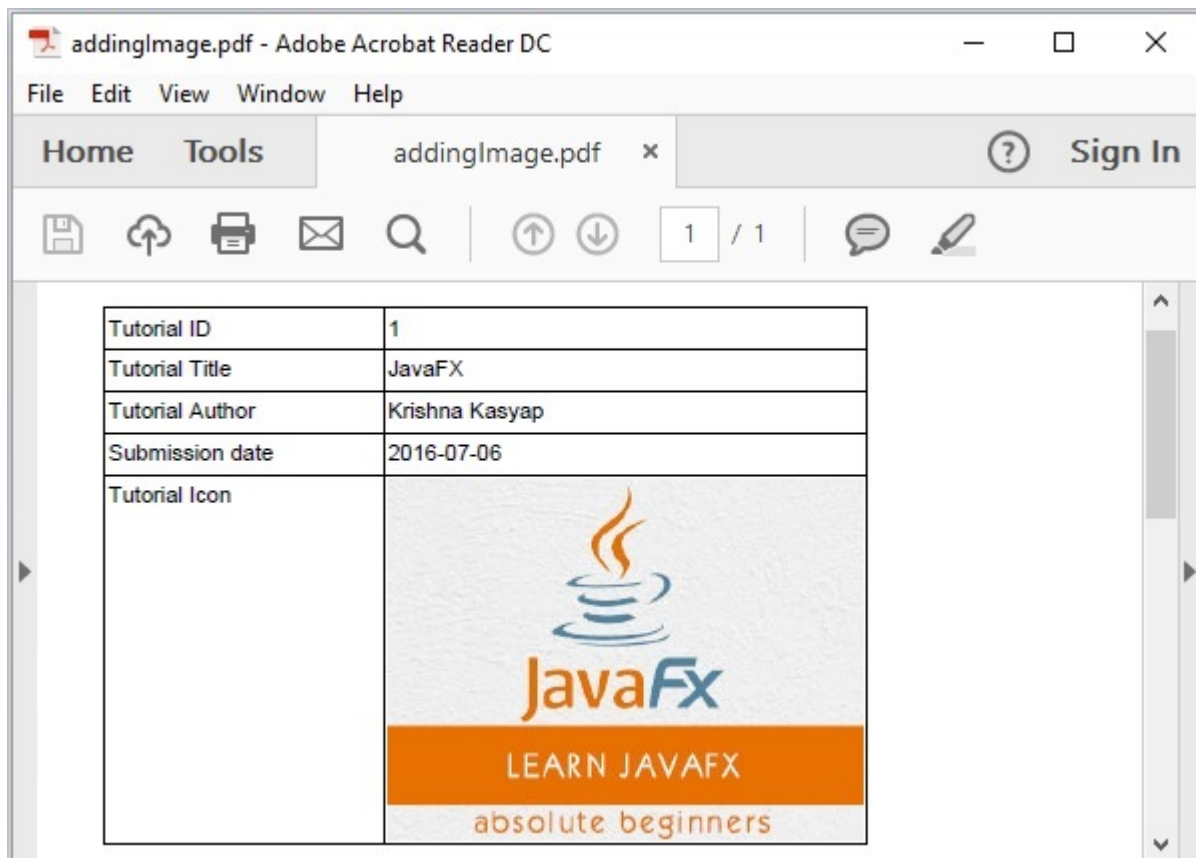 addingImage.pdf - Adobe Acrobat Reader DC
File Edit View Window Help
Home Tools addingImage.pdf × ? Sign In
1 / 1
Tutorial ID 1
Tutorial Title JavaFX
Tutorial Author Krishna Kasyap
Submission date 2016-07-06
Tutorial Icon
JavaFx
LEARN JAVAFX
absolute beginners